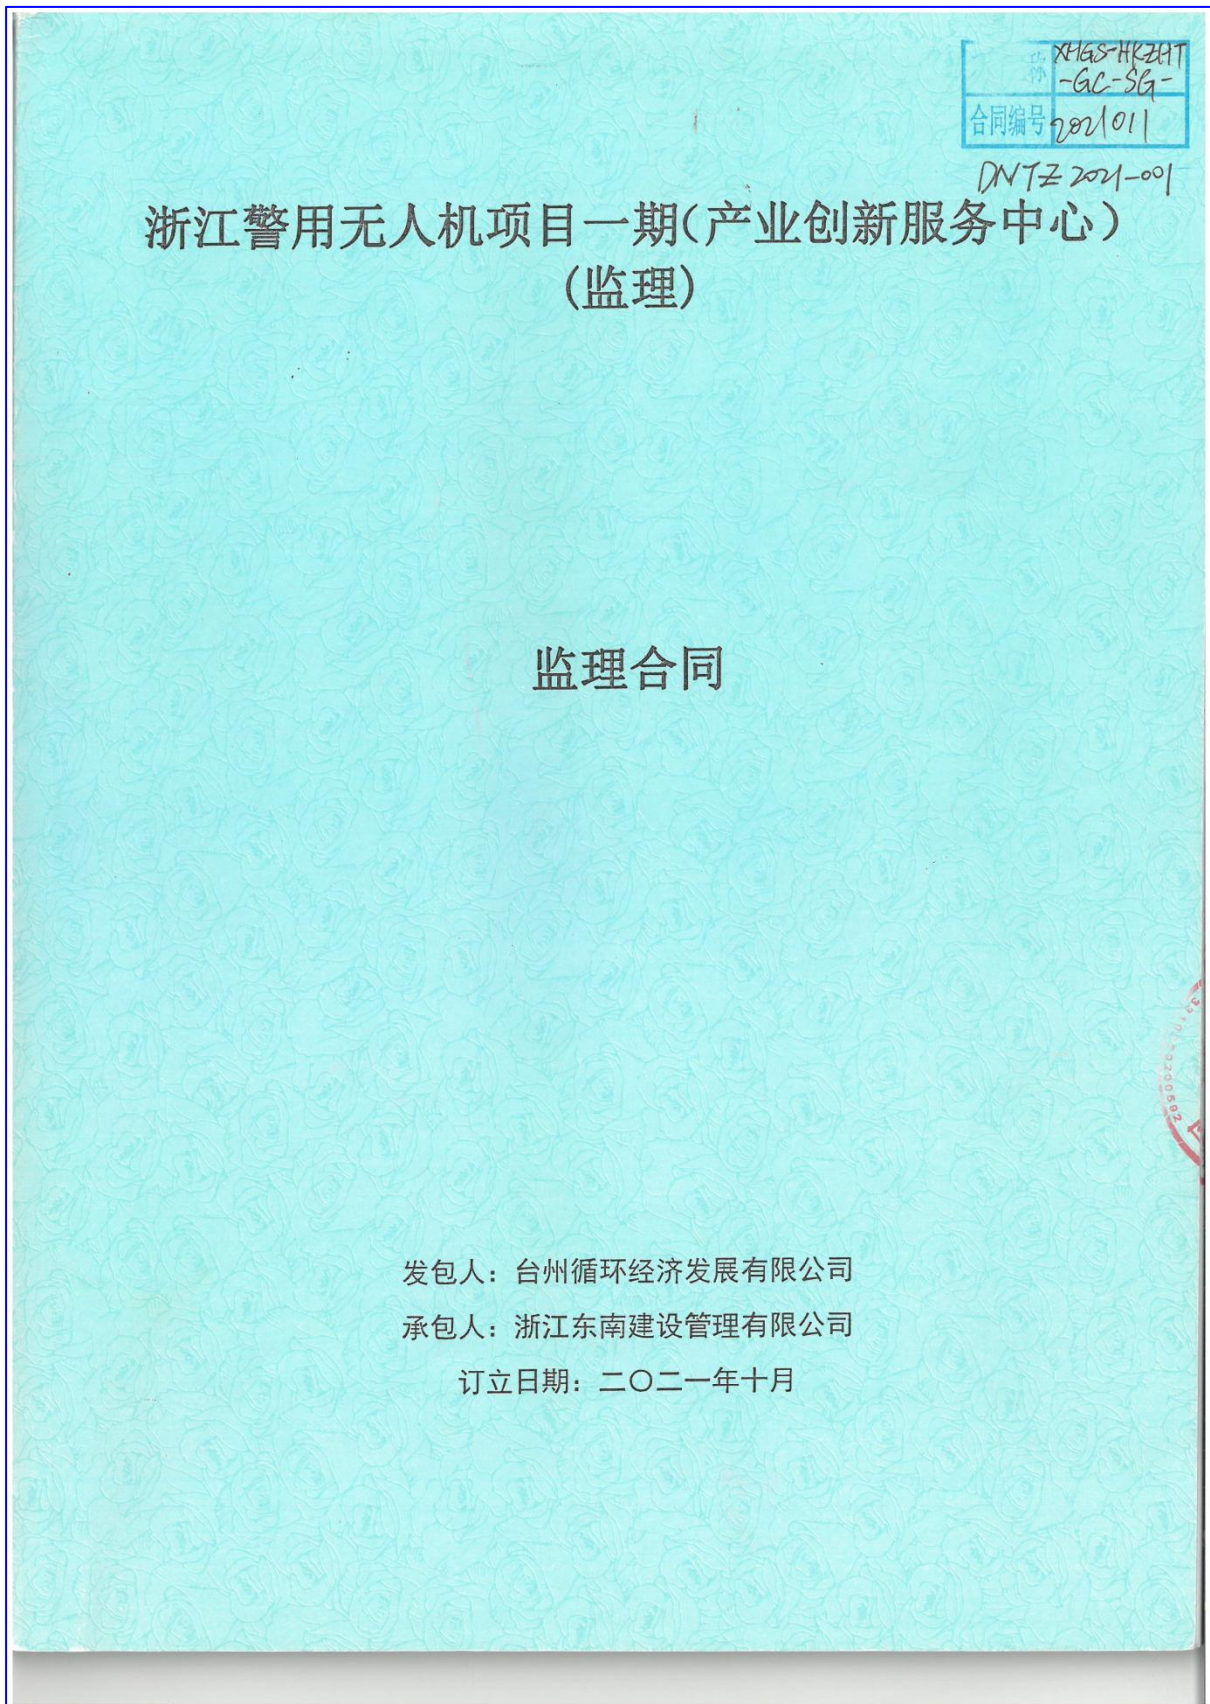 称 XHGS-HKZHT
-GC-SG-
合同编号 2021011
DNTZ 2021-001
浙江警用无人机项目一期(产业创新服务中心)
(监理)
监理合同
发包人：台州循环经济发展有限公司
承包人：浙江东南建设管理有限公司
订立日期：二〇二一年十月